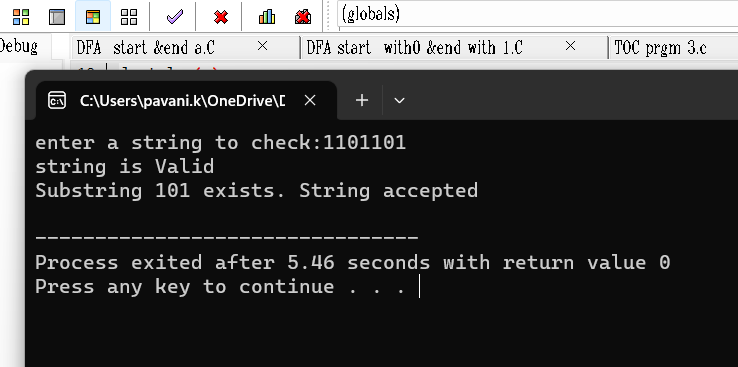 (globals)
Debug DFA start &end a.C × DFA start with0 &end with 1.C × TOC prgm 3.c
C:\Users\pavani.k\OneDrive\D
enter a string to check:1101101
string is Valid
Substring 101 exists. String accepted
--------------------------------
Process exited after 5.46 seconds with return value 0
Press any key to continue . . .